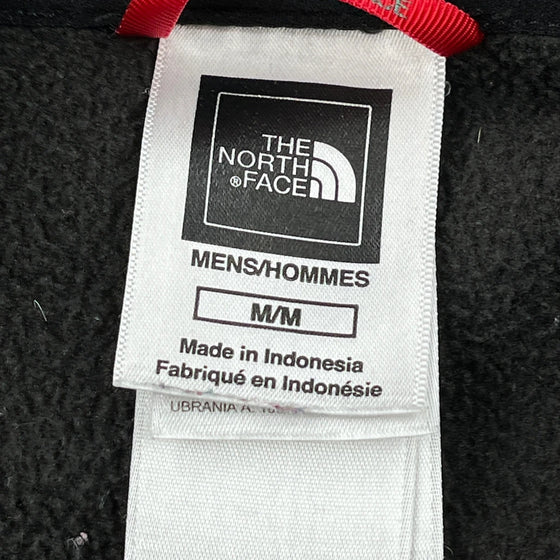 THE
NORTH
®FACE
MENS/HOMMES
M/M
Made in Indonesia
Fabriqué en Indonésie
UBRANIA A.